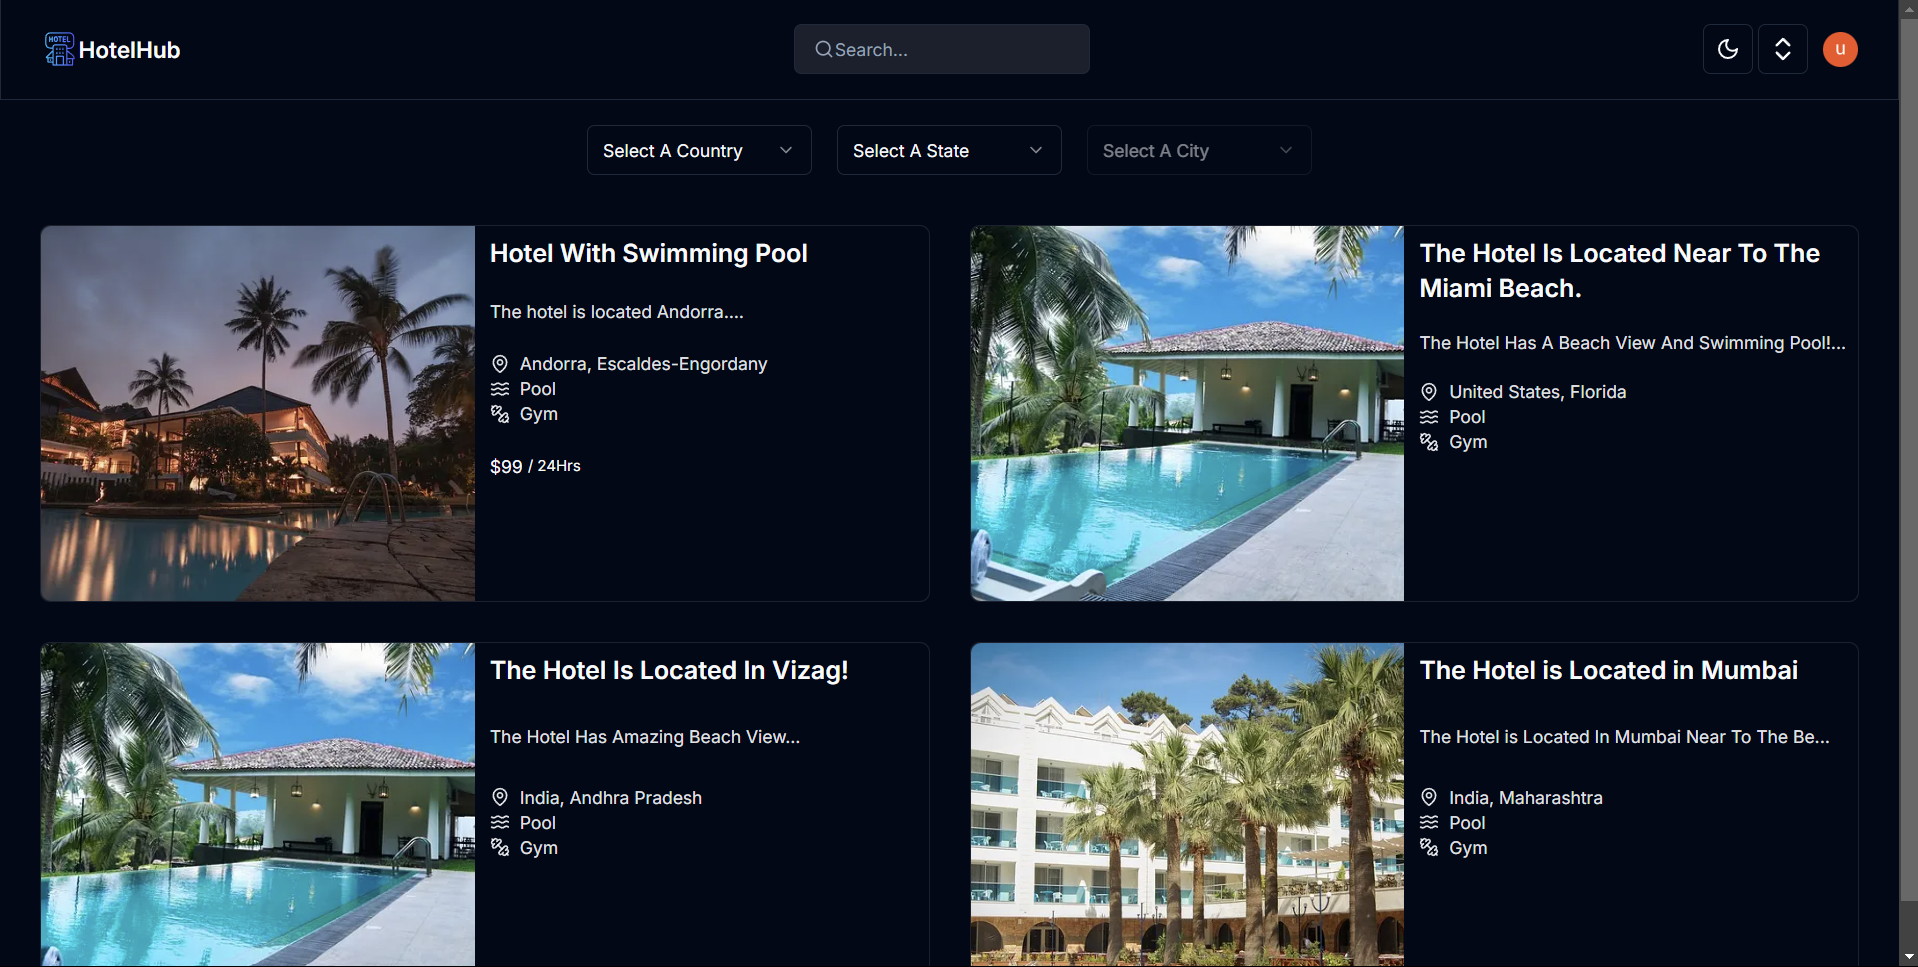 HOTEL
HotelHub
Search...
u
Select A Country
Select A State
Select A City
Hotel With Swimming Pool
The hotel is located Andorra....
Andorra, Escaldes-Engordany
Pool
Gym
$99 / 24Hrs
The Hotel Is Located Near To The
Miami Beach.
The Hotel Has A Beach View And Swimming Pool!...
United States, Florida
Pool
Gym
The Hotel Is Located In Vizag!
The Hotel Has Amazing Beach View...
India, Andhra Pradesh
Pool
Gym
The Hotel is Located in Mumbai
The Hotel is Located In Mumbai Near To The Be...
India, Maharashtra
Pool
Gym